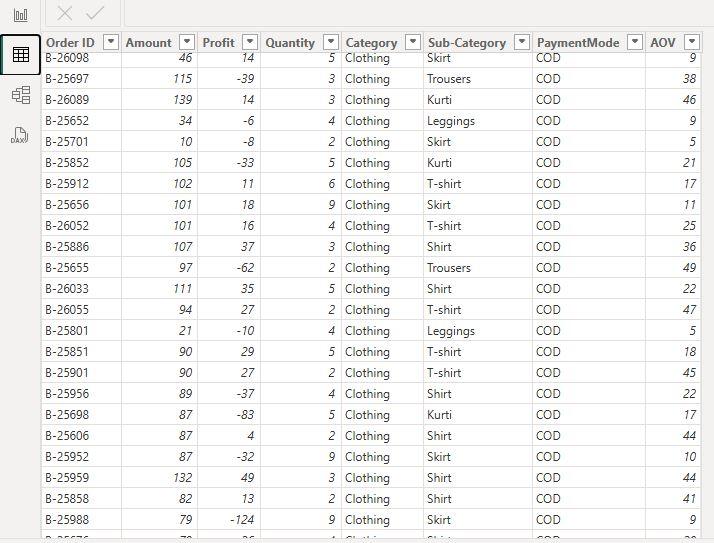 Order ID Amount Profit Quantity Category Sub-Category PaymentMode AOV
B-26098 46 14 5 Clothing Skirt COD 9
B-25697 115 -39 3 Clothing Trousers COD 38
B-26089 139 14 3 Clothing Kurti COD 46
B-25652 34 -6 4 Clothing Leggings COD 9
B-25701 10 -8 2 Clothing Skirt COD 5
B-25852 105 -33 5 Clothing Kurti COD 21
B-25912 102 11 6 Clothing T-shirt COD 17
B-25656 101 18 9 Clothing Skirt COD 11
B-26052 101 16 4 Clothing T-shirt COD 25
B-25886 107 37 3 Clothing Shirt COD 36
B-25655 97 -62 2 Clothing Trousers COD 49
B-26033 111 35 5 Clothing Shirt COD 22
B-26055 94 27 2 Clothing T-shirt COD 47
B-25801 21 -10 4 Clothing Leggings COD 5
B-25851 90 29 5 Clothing T-shirt COD 18
B-25901 90 27 2 Clothing T-shirt COD 45
B-25956 89 -37 4 Clothing Shirt COD 22
B-25698 87 -83 5 Clothing Kurti COD 17
B-25606 87 4 2 Clothing Shirt COD 44
B-25952 87 -32 9 Clothing Skirt COD 10
B-25959 132 49 3 Clothing Shirt COD 44
B-25858 82 13 2 Clothing Shirt COD 41
B-25988 79 -124 9 Clothing Skirt COD 9
DAX